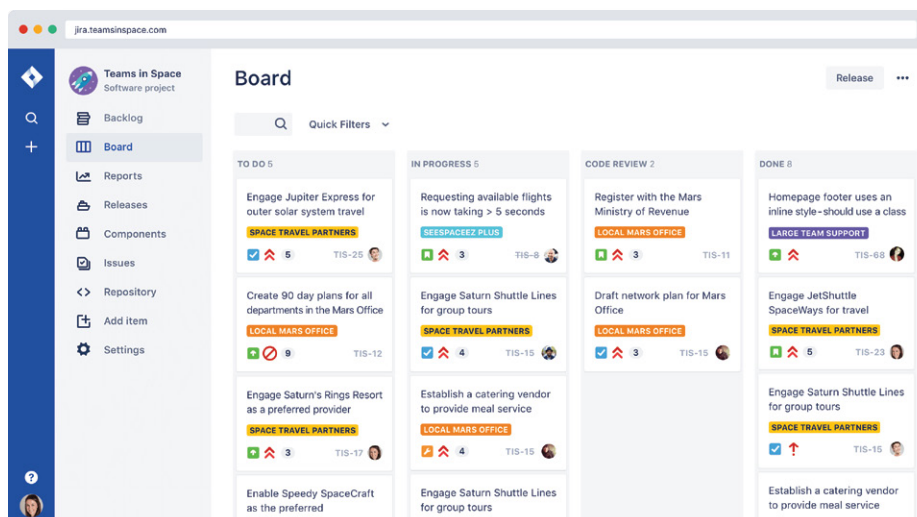 jira.teamsinspace.com
Teams in Space
Software project
Backlog
Board
Reports
Releases
Components
Issues
Repository
Add item
Settings
?
Board
Release
Quick Filters
TO DO 5
Engage Jupiter Express for
outer solar system travel
SPACE TRAVEL PARTNERS
5 TIS-25
Create 90 day plans for all
departments in the Mars Office
LOCAL MARS OFFICE
9 TIS-12
Engage Saturn's Rings Resort
as a preferred provider
SPACE TRAVEL PARTNERS
3 TIS-17
Enable Speedy SpaceCraft
as the preferred
IN PROGRESS 5
Requesting available flights
is now taking > 5 seconds
SEESPACEEZ PLUS
3 TIS-8
Engage Saturn Shuttle Lines
for group tours
SPACE TRAVEL PARTNERS
4 TIS-15
Establish a catering vendor
to provide meal service
LOCAL MARS OFFICE
4 TIS-15
Engage Saturn Shuttle Lines
for group tours
CODE REVIEW 2
Register with the Mars
Ministry of Revenue
LOCAL MARS OFFICE
3 TIS-11
Draft network plan for Mars
Office
LOCAL MARS OFFICE
3 TIS-15
DONE 8
Homepage footer uses an
inline style-should use a class
LARGE TEAM SUPPORT
TIS-68
Engage JetShuttle
SpaceWays for travel
SPACE TRAVEL PARTNERS
5 TIS-23
Engage Saturn Shuttle Lines
for group tours
SPACE TRAVEL PARTNERS
TIS-15
Establish a catering vendor
to provide meal service